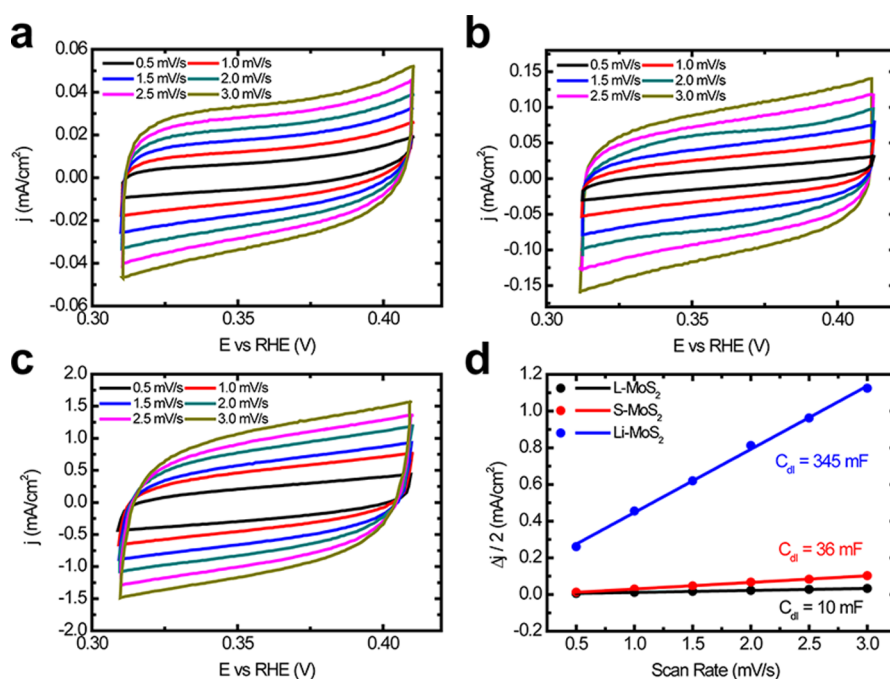 a
0.5 mV/s 1.0 mV/s
1.5 mV/s 2.0 mV/s
2.5 mV/s 3.0 mV/s
0.06
0.04
0.02
0.00
-0.02
-0.04
-0.06
j (mA/cm²)
0.30 0.35 0.40
E vs RHE (V)
b
0.5 mV/s 1.0 mV/s
1.5 mV/s 2.0 mV/s
2.5 mV/s 3.0 mV/s
0.15
0.10
0.05
0.00
-0.05
-0.10
-0.15
j (mA/cm²)
0.30 0.35 0.40
E vs RHE (V)
c
0.5 mV/s 1.0 mV/s
1.5 mV/s 2.0 mV/s
2.5 mV/s 3.0 mV/s
2.0
1.5
1.0
0.5
0.0
-0.5
-1.0
-1.5
-2.0
j (mA/cm²)
0.30 0.35 0.40
E vs RHE (V)
d
L-MoS₂
S-MoS₂
Li-MoS₂
C_dl = 345 mF
C_dl = 36 mF
C_dl = 10 mF
1.2
1.0
0.8
0.6
0.4
0.2
0.0
-0.2
Δj / 2 (mA/cm²)
0.5 1.0 1.5 2.0 2.5 3.0
Scan Rate (mV/s)